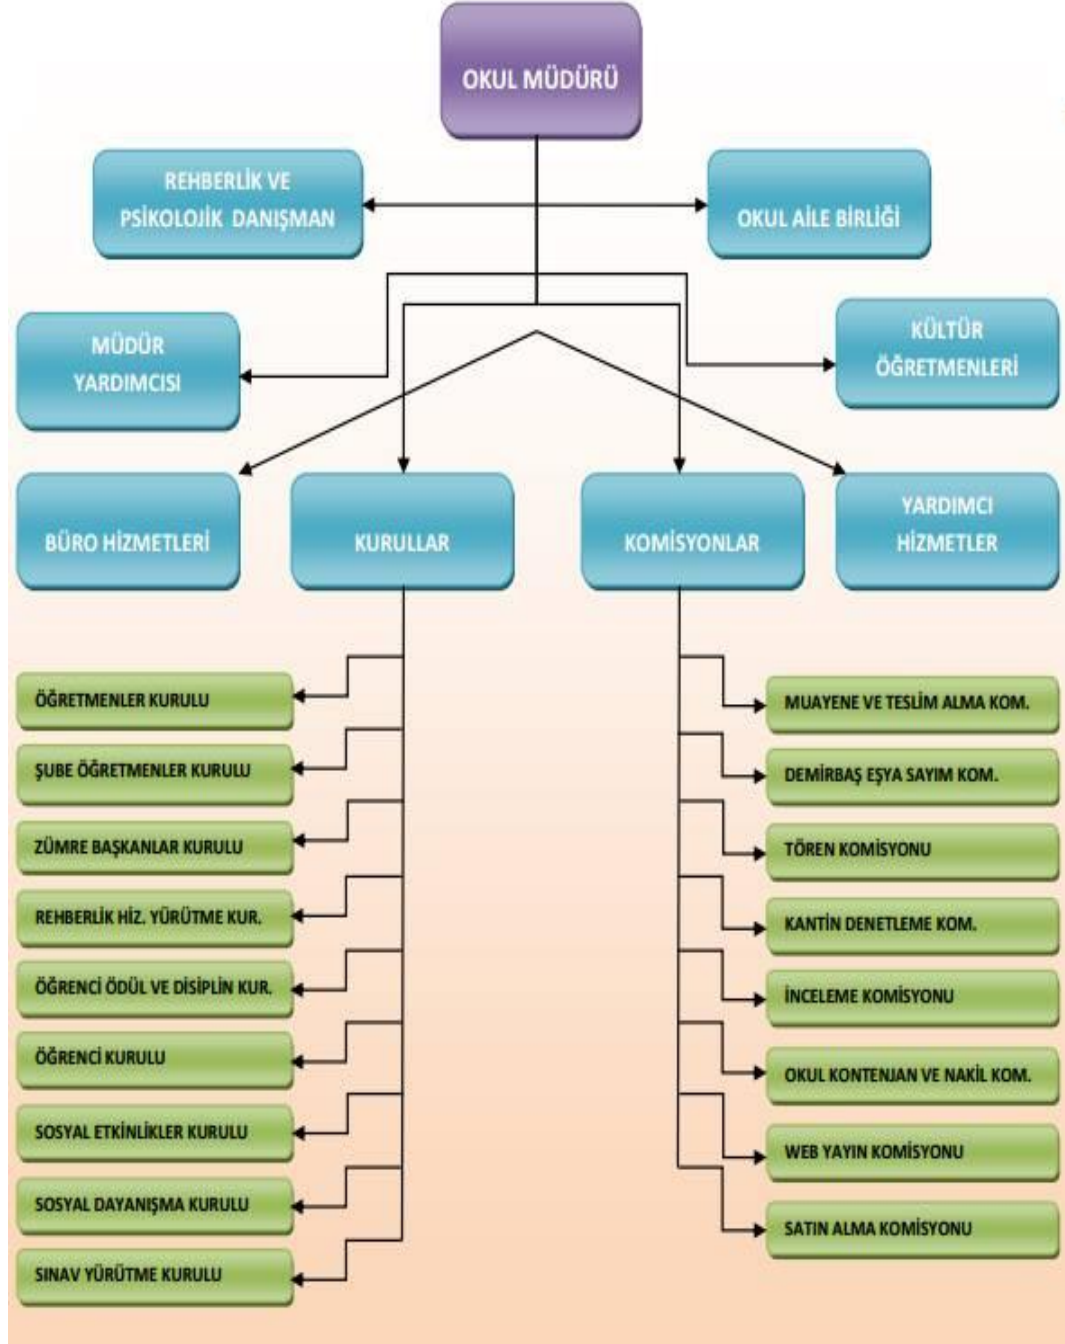 OKUL MÜDÜRÜ
REHBERLİK VE
PSİKOLOJİK DANIŞMAN
OKUL AİLE BİRLİĞİ
MÜDÜR
YARDIMCISI
KÜLTÜR
ÖĞRETMENLERİ
BÜRO HİZMETLERİ
KURULLAR
KOMİSYONLAR
YARDIMCI
HİZMETLER
ÖĞRETMENLER KURULU
ŞUBE ÖĞRETMENLER KURULU
ZÜMRE BAŞKANLAR KURULU
REHBERLİK HİZ. YÜRÜTME KUR.
ÖĞRENCİ ÖDÜL VE DİSİPLİN KUR.
ÖĞRENCİ KURULU
SOSYAL ETKİNLİKLER KURULU
SOSYAL DAYANIŞMA KURULU
SINAV YÜRÜTME KURULU
MUAYENE VE TESLİM ALMA KOM.
DEMİRBAŞ EŞYA SAYIM KOM.
TÖREN KOMİSYONU
KANTİN DENETLEME KOM.
İNCELEME KOMİSYONU
OKUL KONTENJAN VE NAKİL KOM.
WEB YAYIN KOMİSYONU
SATIN ALMA KOMİSYONU